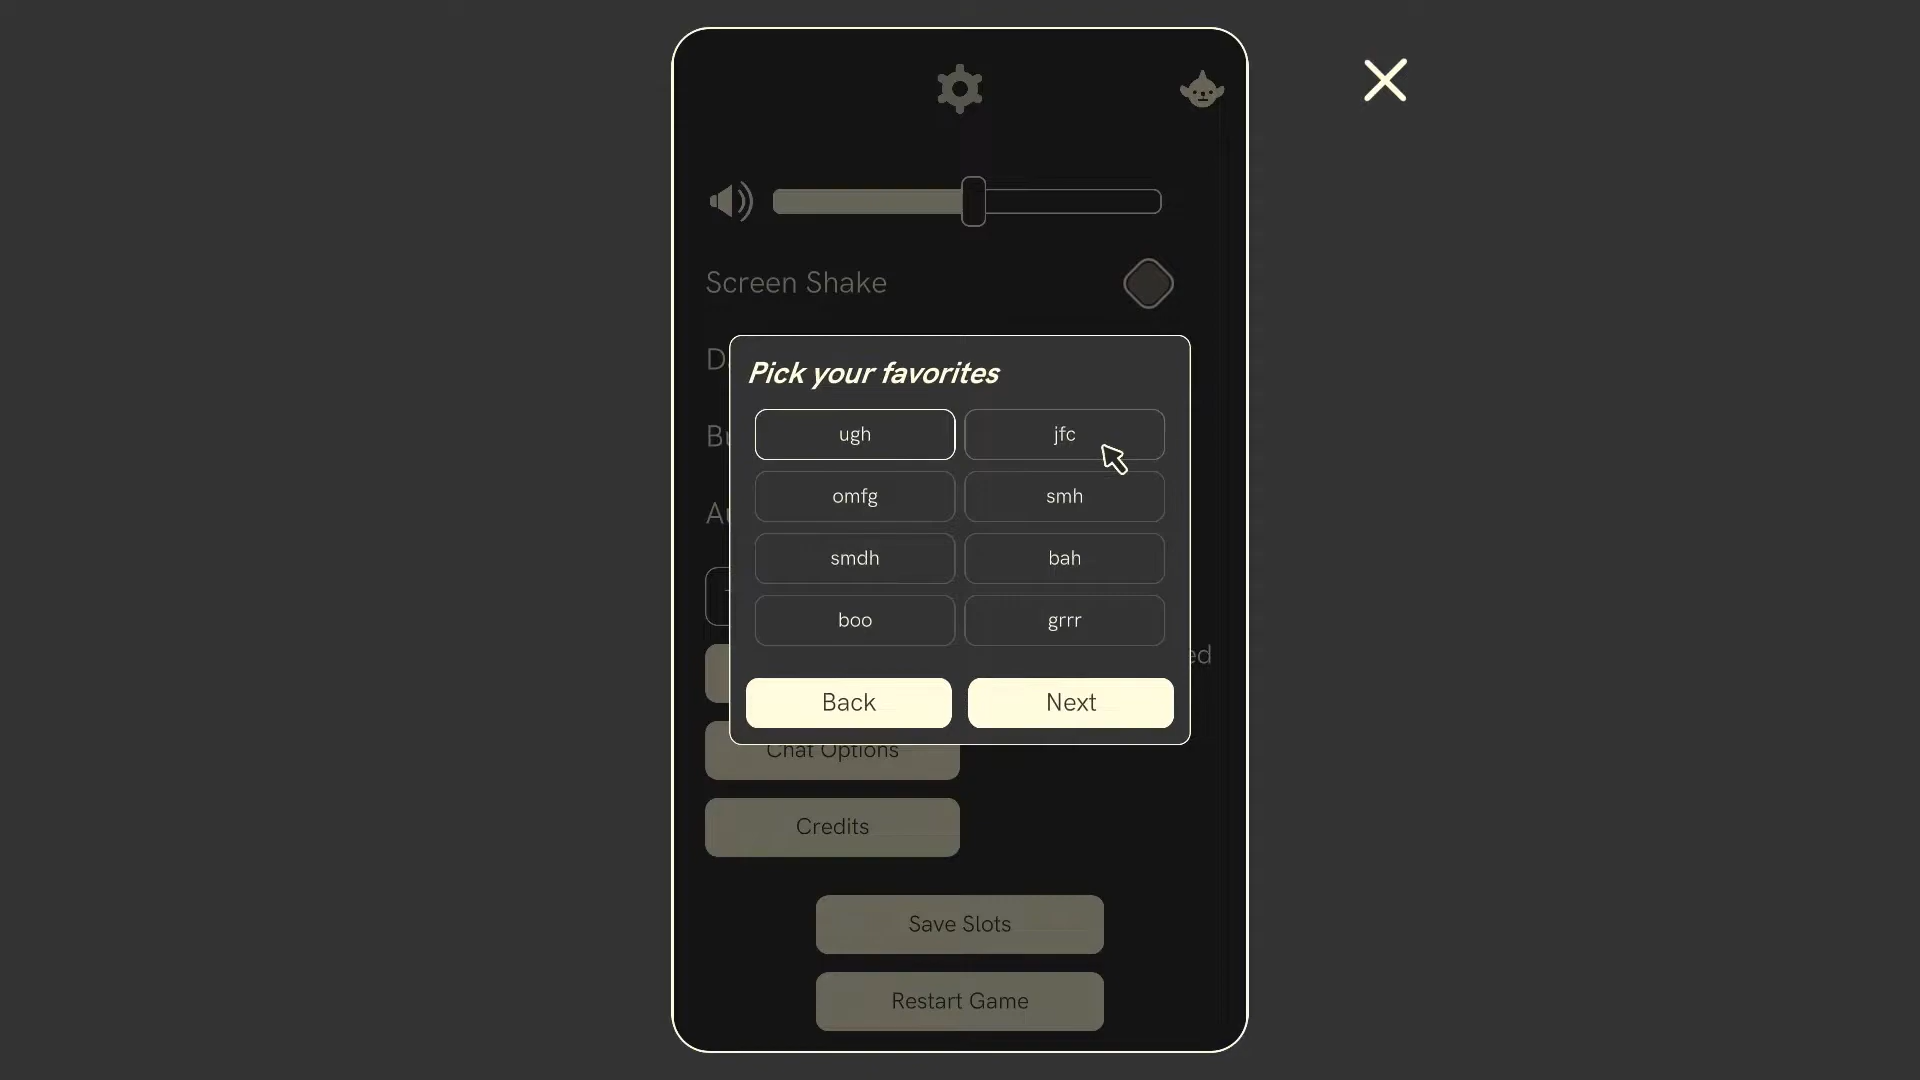 Screen Shake
Pick your favorites
ugh
jfc
omfg
smh
smdh
bah
boo
grrr
Back
Next
Chat Options
Credits
Save Slots
Restart Game